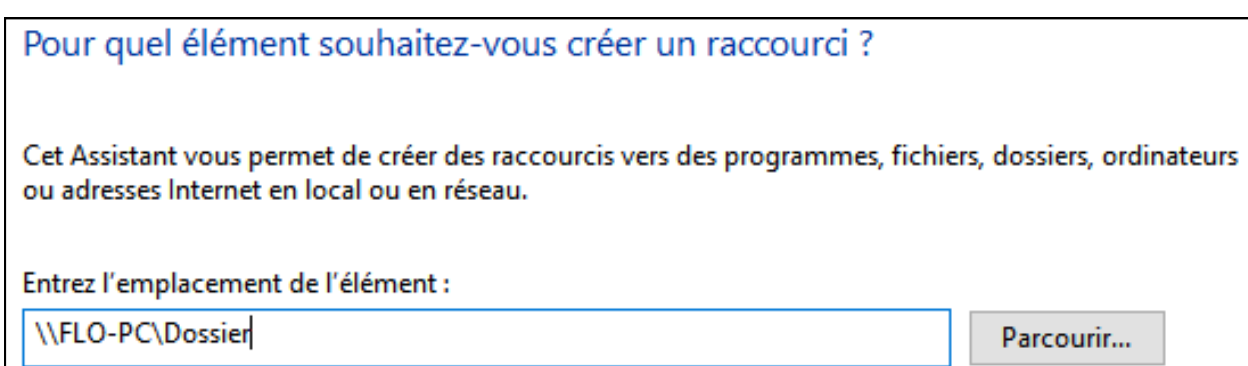 Pour quel élément souhaitez-vous créer un raccourci ?
Cet Assistant vous permet de créer des raccourcis vers des programmes, fichiers, dossiers, ordinateurs
ou adresses Internet en local ou en réseau.
Entrez l'emplacement de l'élément :
\\FLO-PC\Dossier
Parcourir...